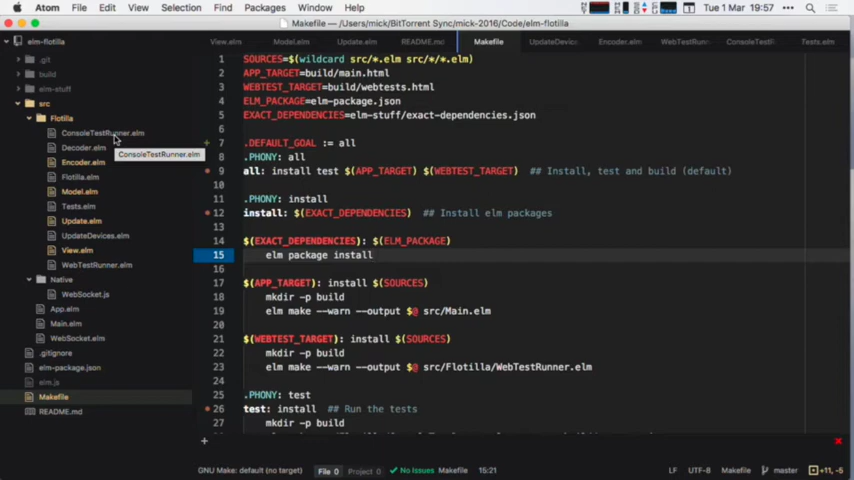 Atom File Edit View Selection Find Packages Window Help Tue 1 Mar 19:57
Makefile — /Users/mick/BitTorrent Sync/mick-2016/Code/elm-flotilla
elm-flotilla
View.elm Model.elm Update.elm README.md Makefile UpdateDevic Encoder.elm WebTestRunn ConsoleTestF Tests.elm
.git
build
elm-stuff
src
Flotilla
ConsoleTestRunner.elm
Decoder.elm
ConsoleTestRunner.elm
Encoder.elm
Flotilla.elm
Model.elm
Tests.elm
Update.elm
UpdateDevices.elm
View.elm
WebTestRunner.elm
Native
WebSocket.js
App.elm
Main.elm
WebSocket.elm
.gitignore
elm-package.json
elm.js
Makefile
README.md
1 SOURCES=$(wildcard src/*.elm src/*/*.elm)
2 APP_TARGET=build/main.html
3 WEBTEST_TARGET=build/webtests.html
4 ELM_PACKAGE=elm-package.json
5 EXACT_DEPENDENCIES=elm-stuff/exact-dependencies.json
6
7 .DEFAULT_GOAL := all
8 .PHONY: all
9 all: install test $(APP_TARGET) $(WEBTEST_TARGET) ## Install, test and build (default)
10
11 .PHONY: install
12 install: $(EXACT_DEPENDENCIES) ## Install elm packages
13
14 $(EXACT_DEPENDENCIES): $(ELM_PACKAGE)
15 elm package install
16
17 $(APP_TARGET): install $(SOURCES)
18 mkdir -p build
19 elm make --warn --output $@ src/Main.elm
20
21 $(WEBTEST_TARGET): install $(SOURCES)
22 mkdir -p build
23 elm make --warn --output $@ src/Flotilla/WebTestRunner.elm
24
25 .PHONY: test
26 test: install ## Run the tests
27 mkdir -p build
GNU Make: default (no target) File 0 Project 0 No Issues Makefile 15:21 LF UTF-8 Makefile master +11, -5